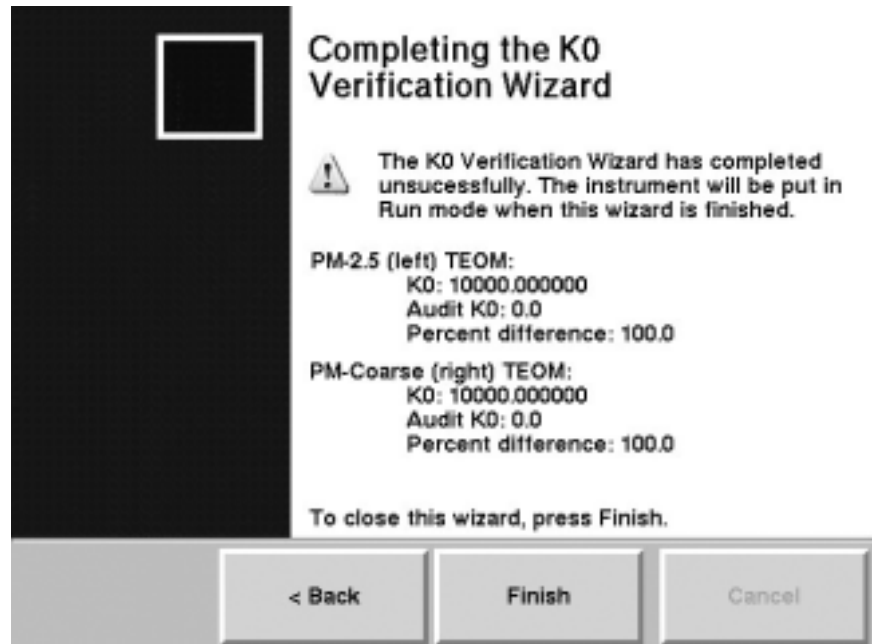 Completing the K0
Verification Wizard
The K0 Verification Wizard has completed
unsucessfully. The instrument will be put in
Run mode when this wizard is finished.
PM-2.5 (left) TEOM:
K0: 10000.000000
Audit K0: 0.0
Percent difference: 100.0
PM-Coarse (right) TEOM:
K0: 10000.000000
Audit K0: 0.0
Percent difference: 100.0
To close this wizard, press Finish.
< Back
Finish
Cancel